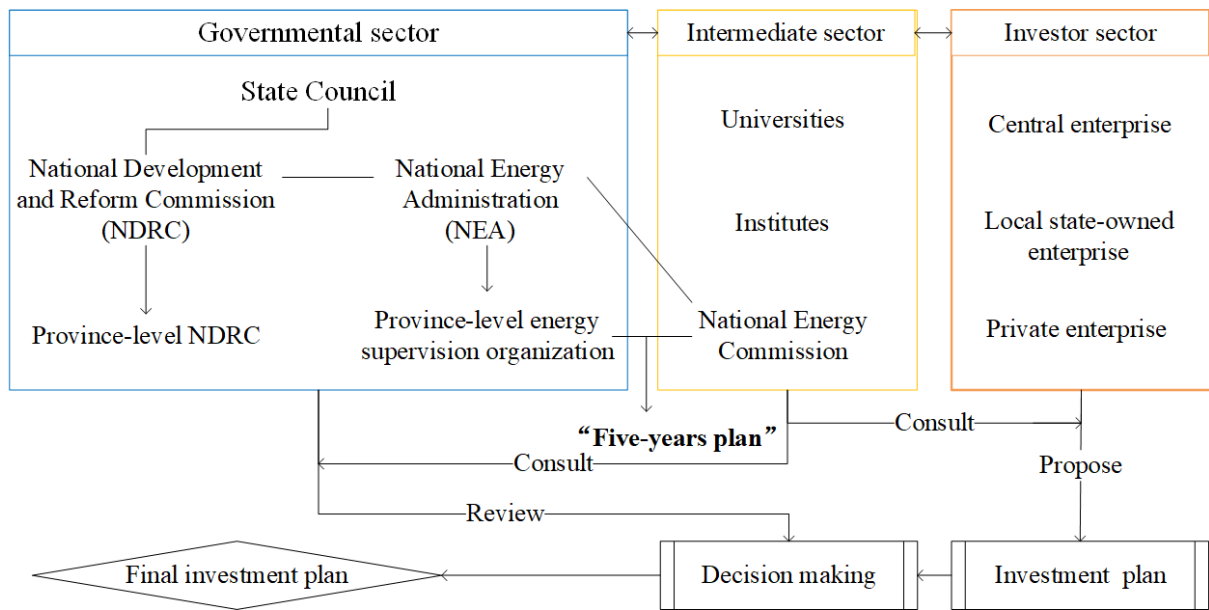 Governmental sector
Intermediate sector
Investor sector
State Council
Universities
Central enterprise
National Development
and Reform Commission
(NDRC)
National Energy
Administration
(NEA)
Institutes
Local state-owned
enterprise
Province-level NDRC
Province-level energy
supervision organization
National Energy
Commission
Private enterprise
“Five-years plan”
Consult
Consult
Propose
Review
Final investment plan
Decision making
Investment plan